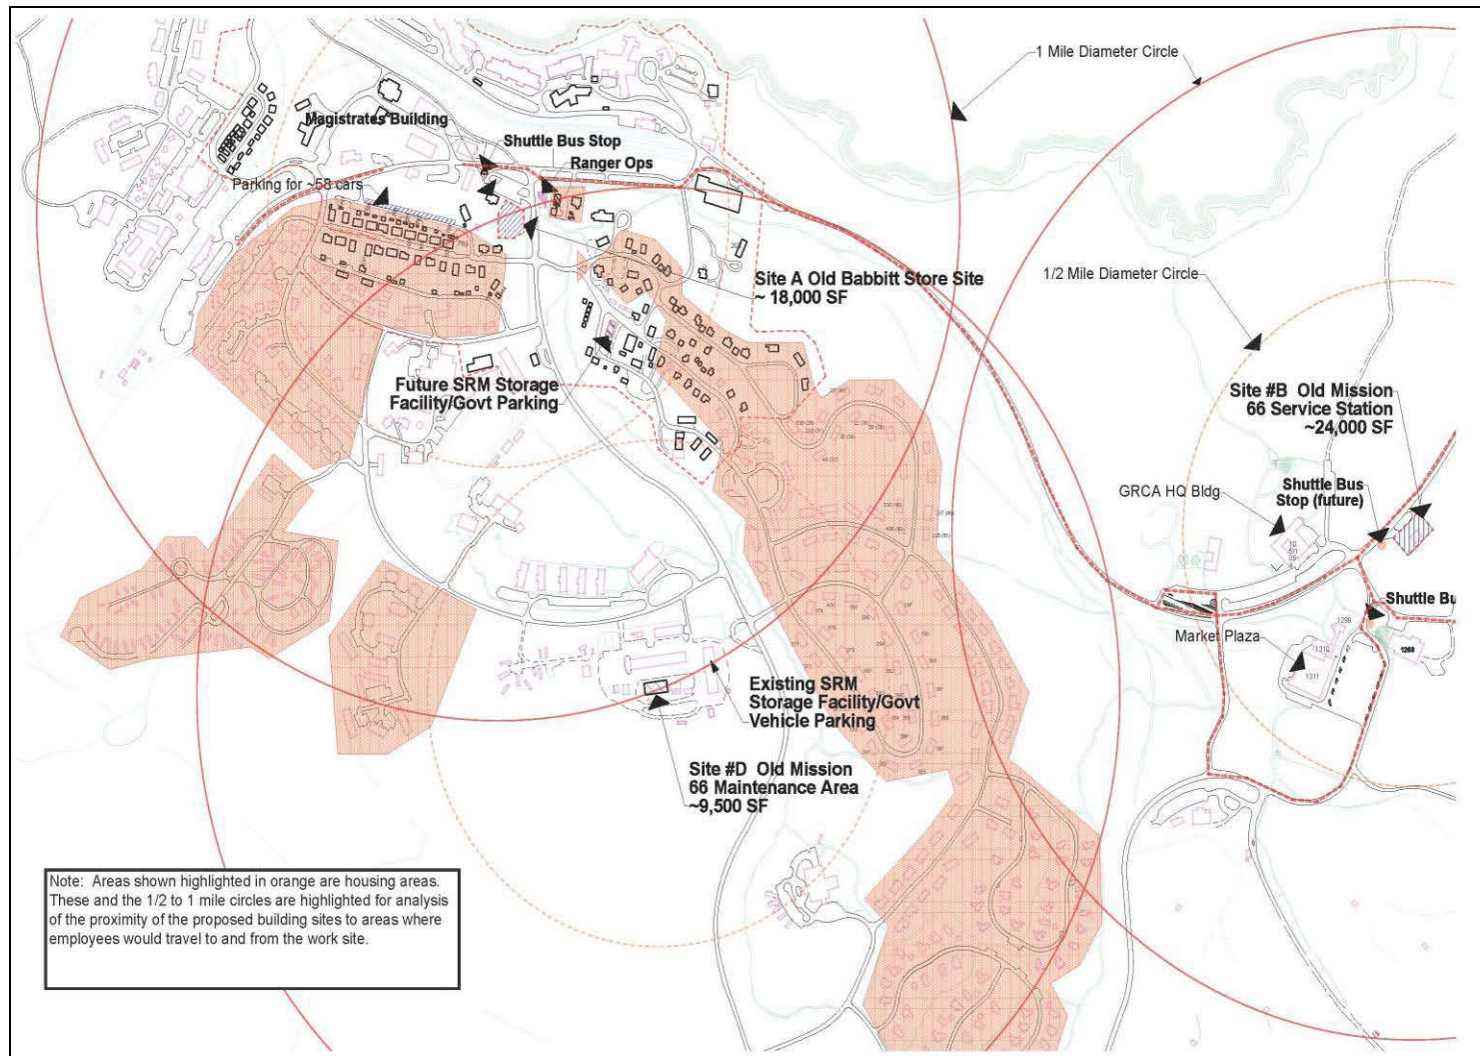 1 Mile Diameter Circle
Magistrates Building
Shuttle Bus Stop
Ranger Ops
Parking for ~58 cars
Site A Old Babbitt Store Site
~ 18,000 SF
1/2 Mile Diameter Circle
Future SRM Storage
Facility/Govt Parking
Site #B Old Mission
66 Service Station
~24,000 SF
GRCA HQ Bldg
Shuttle Bus
Stop (future)
Shuttle Bu
Market Plaza
1298
1310
1311
1268
Existing SRM
Storage Facility/Govt
Vehicle Parking
Site #D Old Mission
66 Maintenance Area
~9,500 SF
Note: Areas shown highlighted in orange are housing areas.
These and the 1/2 to 1 mile circles are highlighted for analysis
of the proximity of the proposed building sites to areas where
employees would travel to and from the work site.